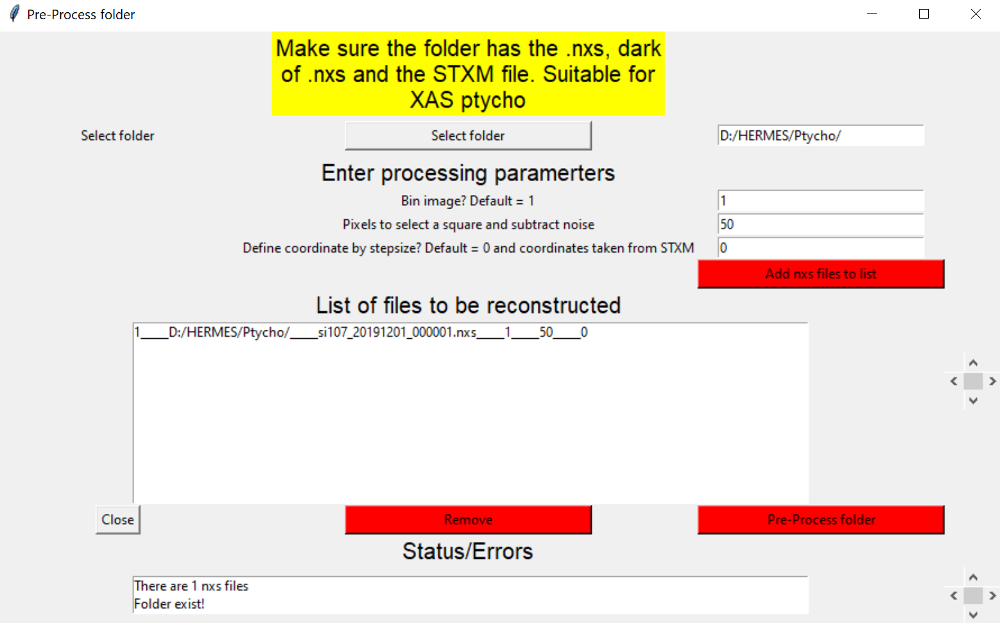 Pre-Process folder
Make sure the folder has the .nxs, dark
of .nxs and the STXM file. Suitable for
XAS ptycho
Select folder
Select folder
D:/HERMES/Ptycho/
Enter processing paramerters
Bin image? Default = 1
1
Pixels to select a square and subtract noise
50
Define coordinate by stepsize? Default = 0 and coordinates taken from STXM
0
Add nxs files to list
List of files to be reconstructed
1____D:/HERMES/Ptycho/____si107_20191201_000001.nxs____1____50____0
Close
Remove
Pre-Process folder
Status/Errors
There are 1 nxs files
Folder exist!